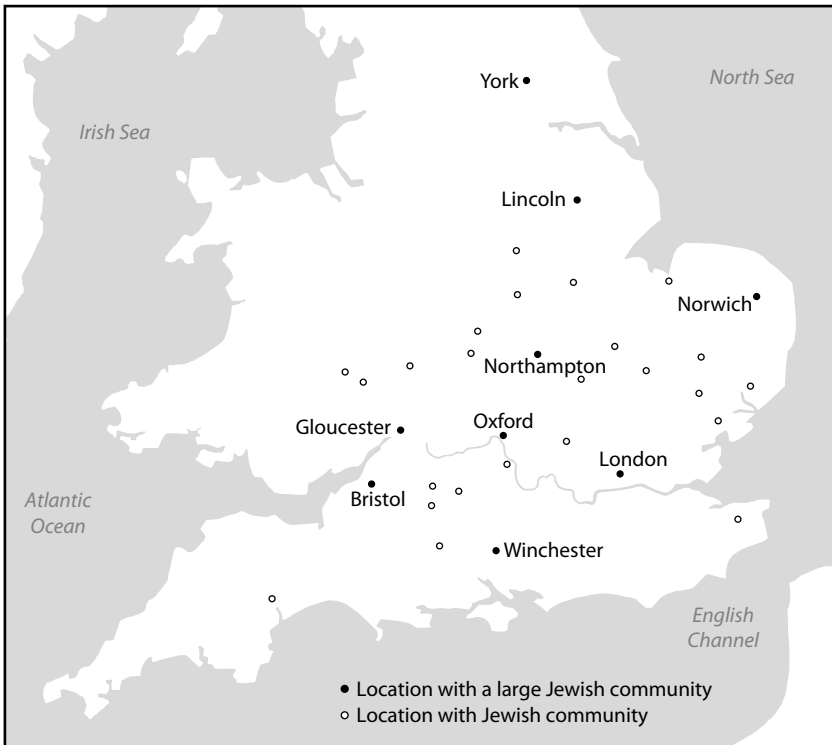 York
North Sea
Irish Sea
Lincoln
Norwich
Northampton
Gloucester
Oxford
London
Atlantic
Ocean
Bristol
Winchester
English
Channel
Location with a large Jewish community
Location with Jewish community